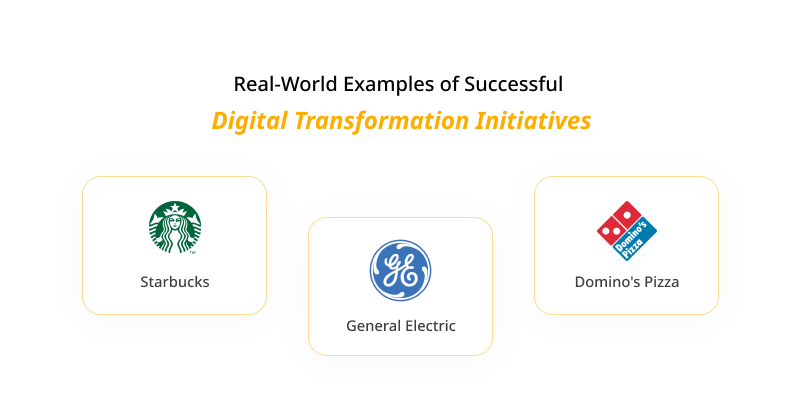 Real-World Examples of Successful
Digital Transformation Initiatives
TM
Starbucks
GE
General Electric
Domino's
Pizza
Domino's Pizza